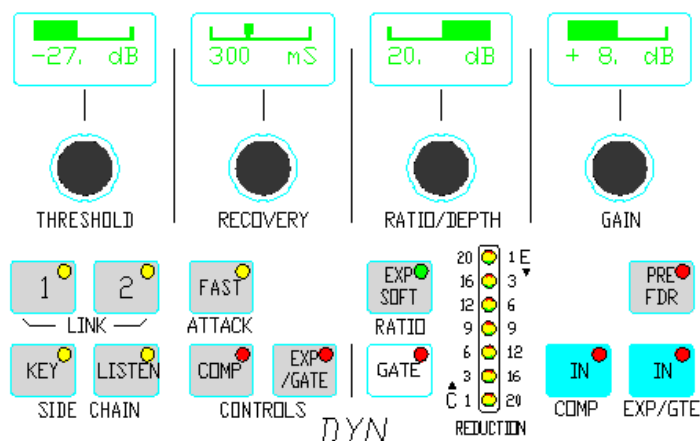 -27. dB
300 mS
20. dB
+ 8. dB
THRESHOLD
RECOVERY
RATIO/DEPTH
GAIN
1
2
LINK
FAST
ATTACK
EXP
SOFT
RATIO
20 1 E
16 3
12 6
9 9
6 12
3 16
C 1 20
REDUCTION
PRE
FDR
KEY
LISTEN
SIDE CHAIN
COMP
EXP
/GATE
CONTROLS
GATE
DYN
IN
COMP
IN
EXP/GTE